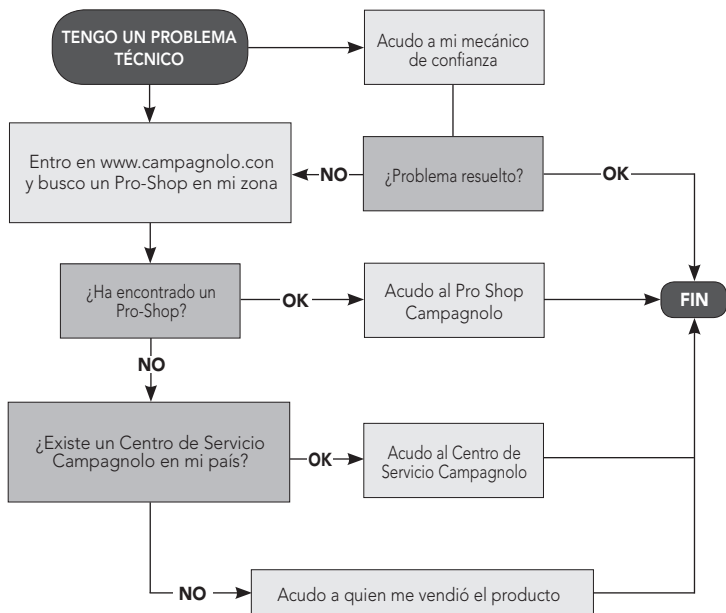 TENGO UN PROBLEMA
TÉCNICO
Acudo a mi mecánico
de confianza
Entro en www.campagnolo.con
y busco un Pro-Shop en mi zona
NO
¿Problema resuelto?
OK
¿Ha encontrado un
Pro-Shop?
OK
Acudo al Pro Shop
Campagnolo
FIN
NO
¿Existe un Centro de Servicio
Campagnolo en mi país?
OK
Acudo al Centro de
Servicio Campagnolo
NO
Acudo a quien me vendió el producto